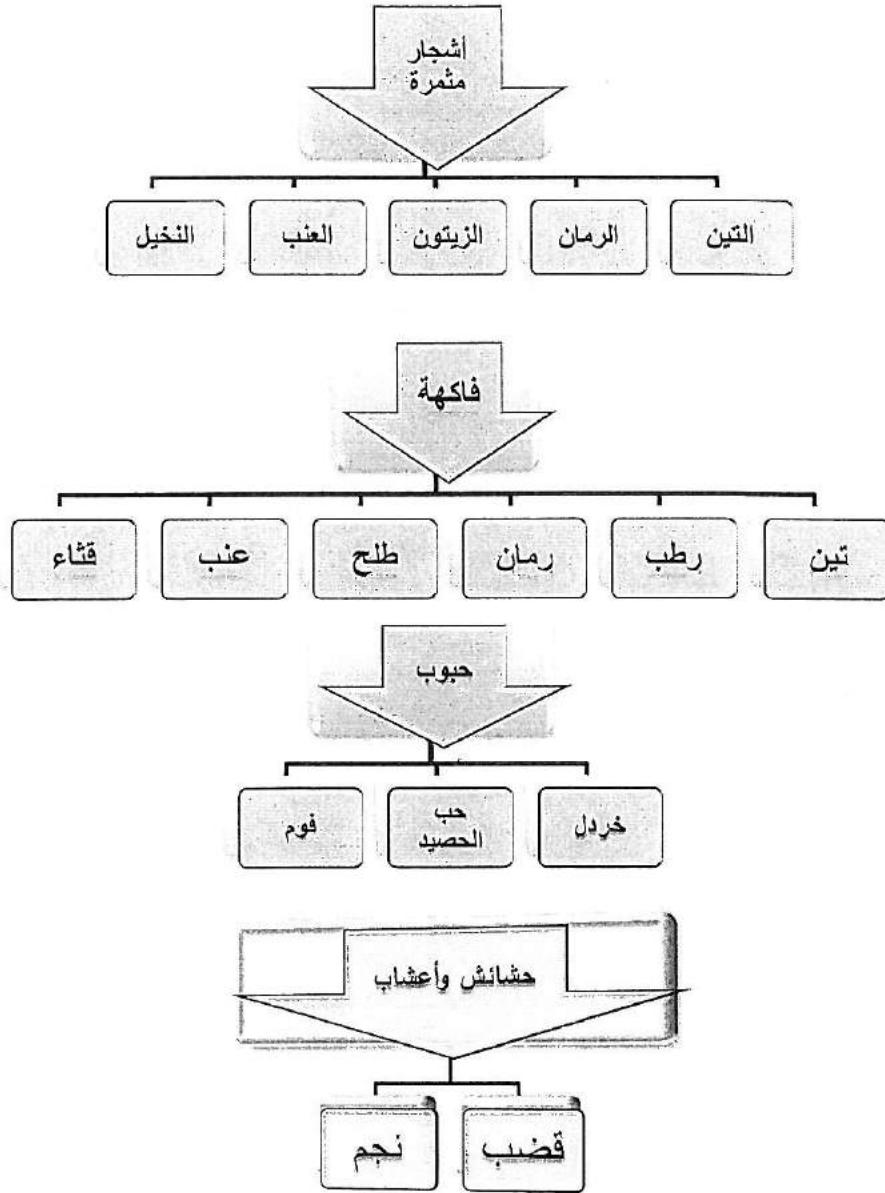 أشجار
مثمرة
التين
الرمان
الزيتون
العنب
النخيل
فاكهة
تين
رطب
رمان
طلح
عنب
قثاء
حبوب
خردل
حب
الحصيد
فوم
حشائش وأعشاب
قضب
نجم